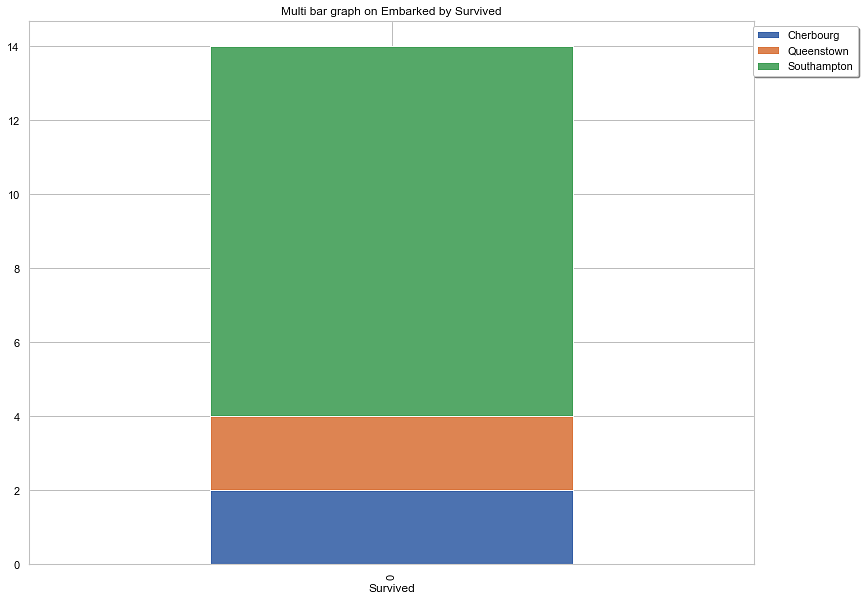 Multi bar graph on Embarked by Survived
Cherbourg
Queenstown
Southampton
14
12
10
8
6
4
2
0
0
Survived